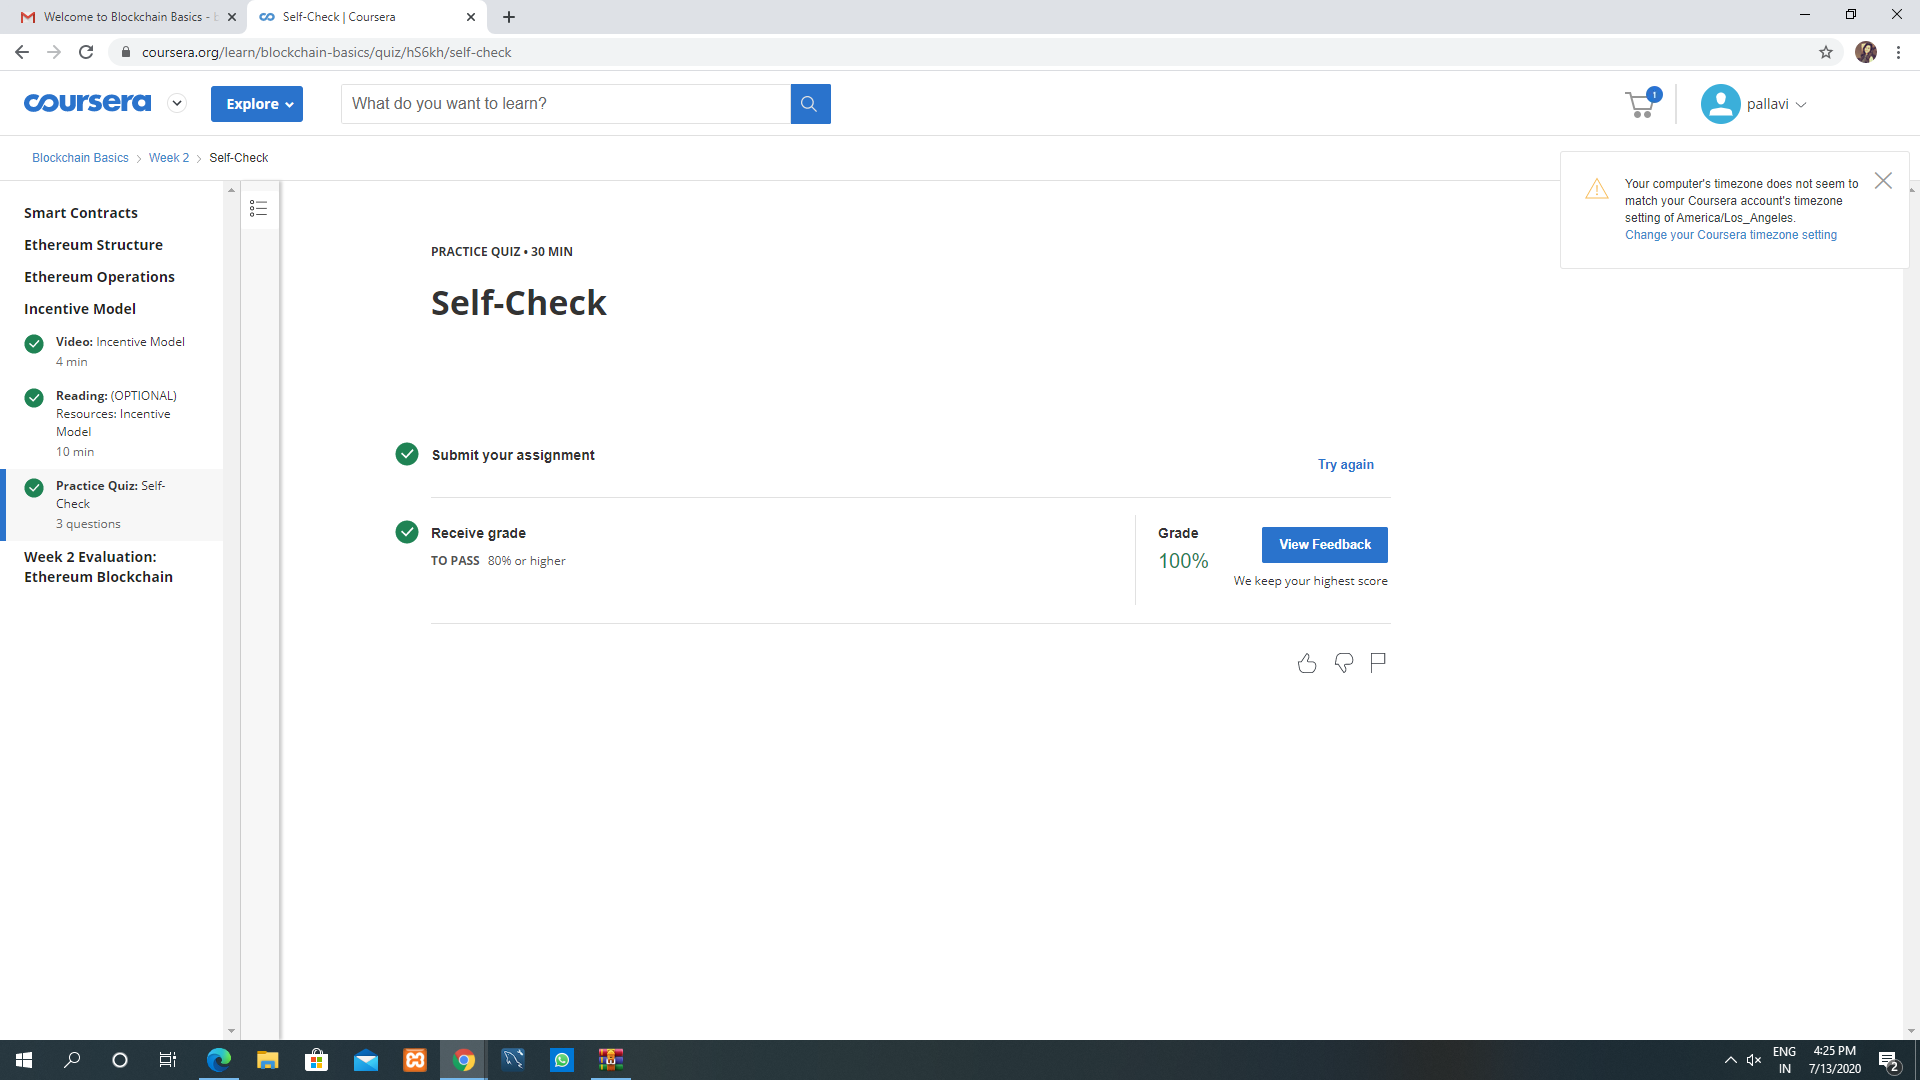 Welcome to Blockchain Basics -
Self-Check | Coursera
coursera.org/learn/blockchain-basics/quiz/hS6kh/self-check
coursera
Explore
What do you want to learn?
1
pallavi
Blockchain Basics > Week 2 > Self-Check
Your computer's timezone does not seem to
match your Coursera account's timezone
setting of America/Los_Angeles.
Change your Coursera timezone setting
Smart Contracts
Ethereum Structure
Ethereum Operations
Incentive Model
Video: Incentive Model
4 min
Reading: (OPTIONAL)
Resources: Incentive
Model
10 min
Practice Quiz: Self-
Check
3 questions
Week 2 Evaluation:
Ethereum Blockchain
PRACTICE QUIZ • 30 MIN
Self-Check
Submit your assignment
Try again
Receive grade
TO PASS 80% or higher
Grade
100%
View Feedback
We keep your highest score
ENG
IN
4:25 PM
7/13/2020
2